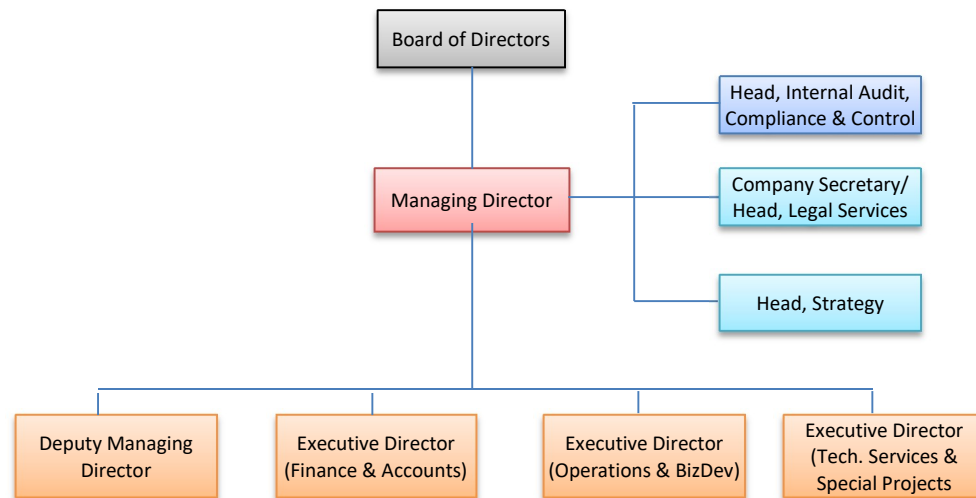 Board of Directors
Head, Internal Audit,
Compliance & Control
Managing Director
Company Secretary/
Head, Legal Services
Head, Strategy
Deputy Managing
Director
Executive Director
(Finance & Accounts)
Executive Director
(Operations & BizDev)
Executive Director
(Tech. Services &
Special Projects